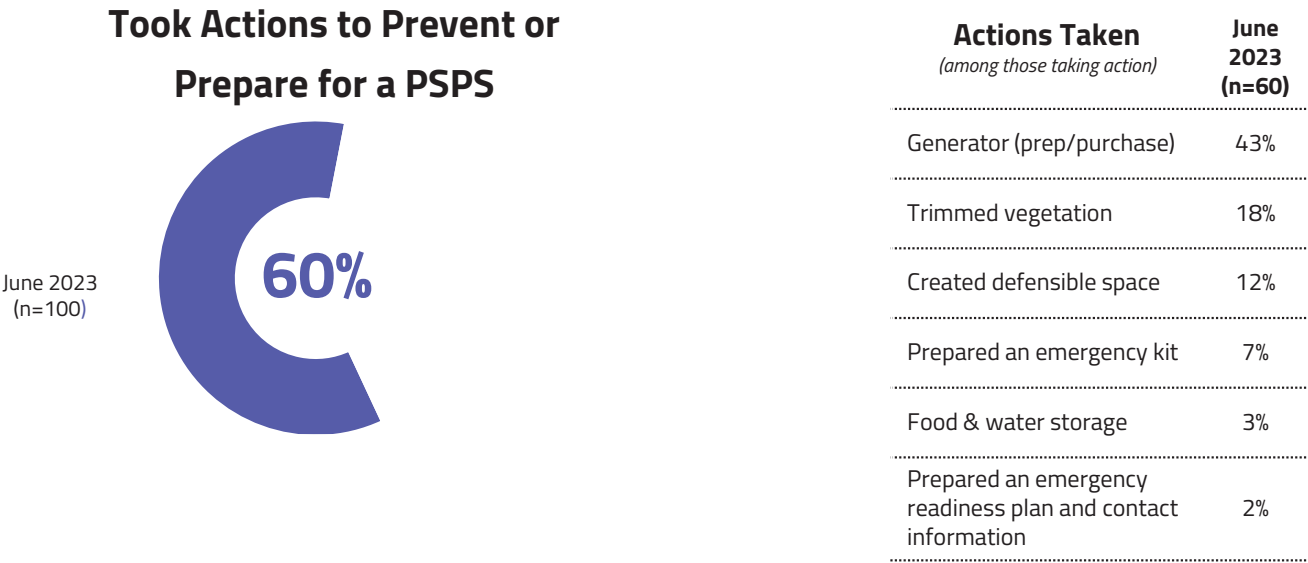 Took Actions to Prevent or
Prepare for a PSPS
June 2023
(n=100)
60%
Actions Taken
(among those taking action)
June
2023
(n=60)
Generator (prep/purchase) 43%
Trimmed vegetation 18%
Created defensible space 12%
Prepared an emergency kit 7%
Food & water storage 3%
Prepared an emergency
readiness plan and contact 2%
information